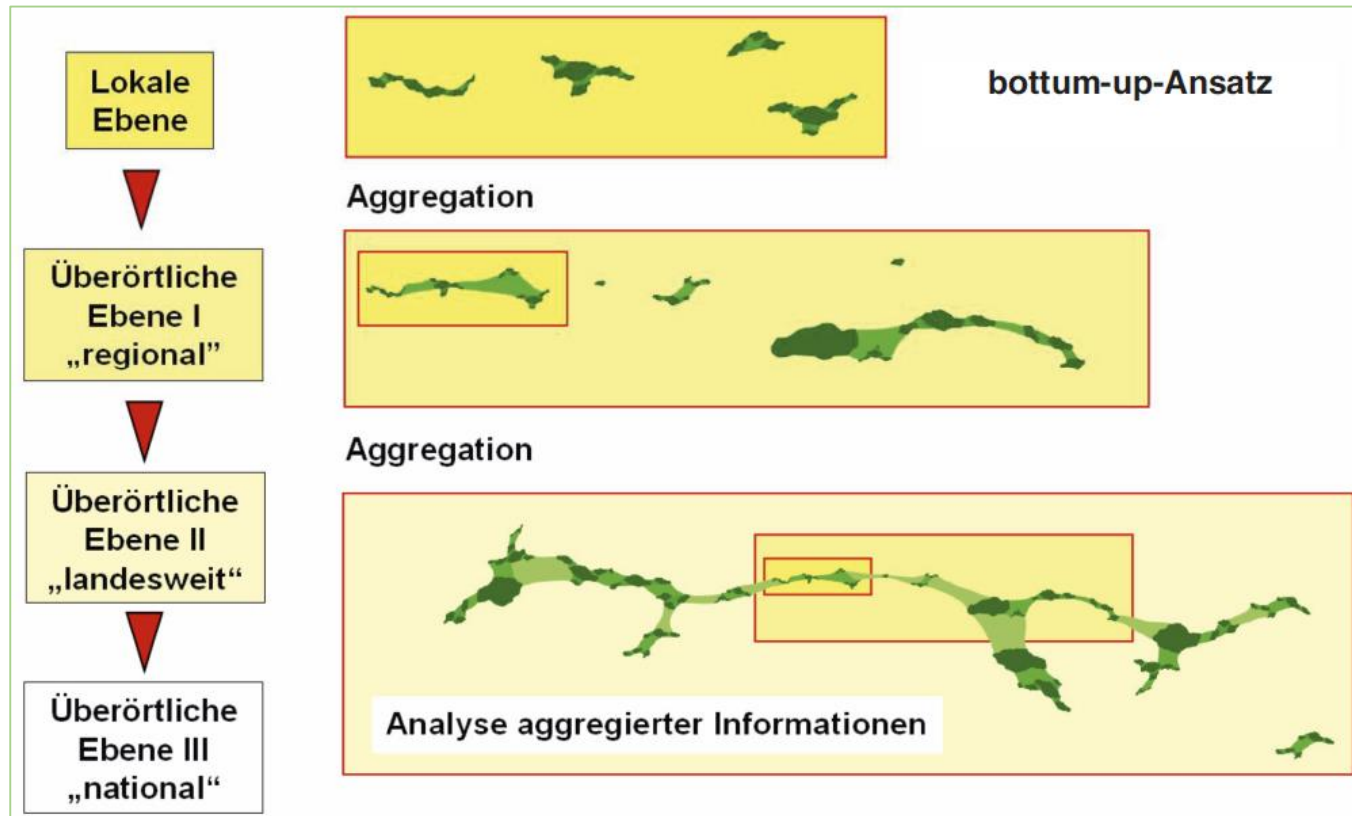 Lokale
Ebene
bottum-up-Ansatz
Aggregation
Überörtliche
Ebene I
„regional”
Aggregation
Überörtliche
Ebene II
„landesweit“
Analyse aggregierter Informationen
Überörtliche
Ebene III
„national“